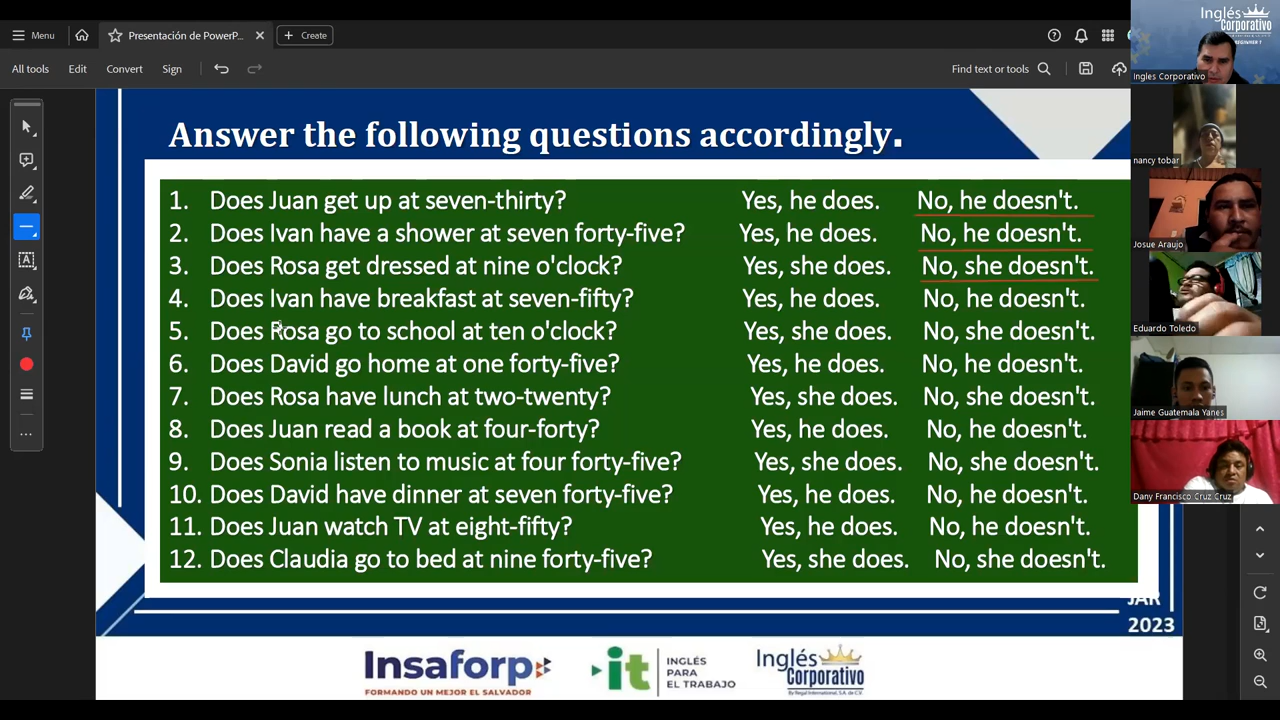 Menu
Presentación de PowerP...
Create
All tools
Edit
Convert
Sign
Find text or tools
Inglés
Corporativo
BEGINNER 1
Ingles Corporativo
nancy tobar
Josue Araujo
Eduardo Toledo
Jaime Guatemala Yanes
Dany Francisco Cruz Cruz
Answer the following questions accordingly.
1. Does Juan get up at seven-thirty? Yes, he does. No, he doesn't.
2. Does Ivan have a shower at seven forty-five? Yes, he does. No, he doesn't.
3. Does Rosa get dressed at nine o'clock? Yes, she does. No, she doesn't.
4. Does Ivan have breakfast at seven-fifty? Yes, he does. No, he doesn't.
5. Does Rosa go to school at ten o'clock? Yes, she does. No, she doesn't.
6. Does David go home at one forty-five? Yes, he does. No, he doesn't.
7. Does Rosa have lunch at two-twenty? Yes, she does. No, she doesn't.
8. Does Juan read a book at four-forty? Yes, he does. No, he doesn't.
9. Does Sonia listen to music at four forty-five? Yes, she does. No, she doesn't.
10. Does David have dinner at seven forty-five? Yes, he does. No, he doesn't.
11. Does Juan watch TV at eight-fifty? Yes, he does. No, he doesn't.
12. Does Claudia go to bed at nine forty-five? Yes, she does. No, she doesn't.
JAR
2023
Insaforp
FORMANDO UN MEJOR EL SALVADOR
it
INGLÉS
PARA
EL TRABAJO
Inglés
Corporativo
By Regal International, S.A. de C.V.